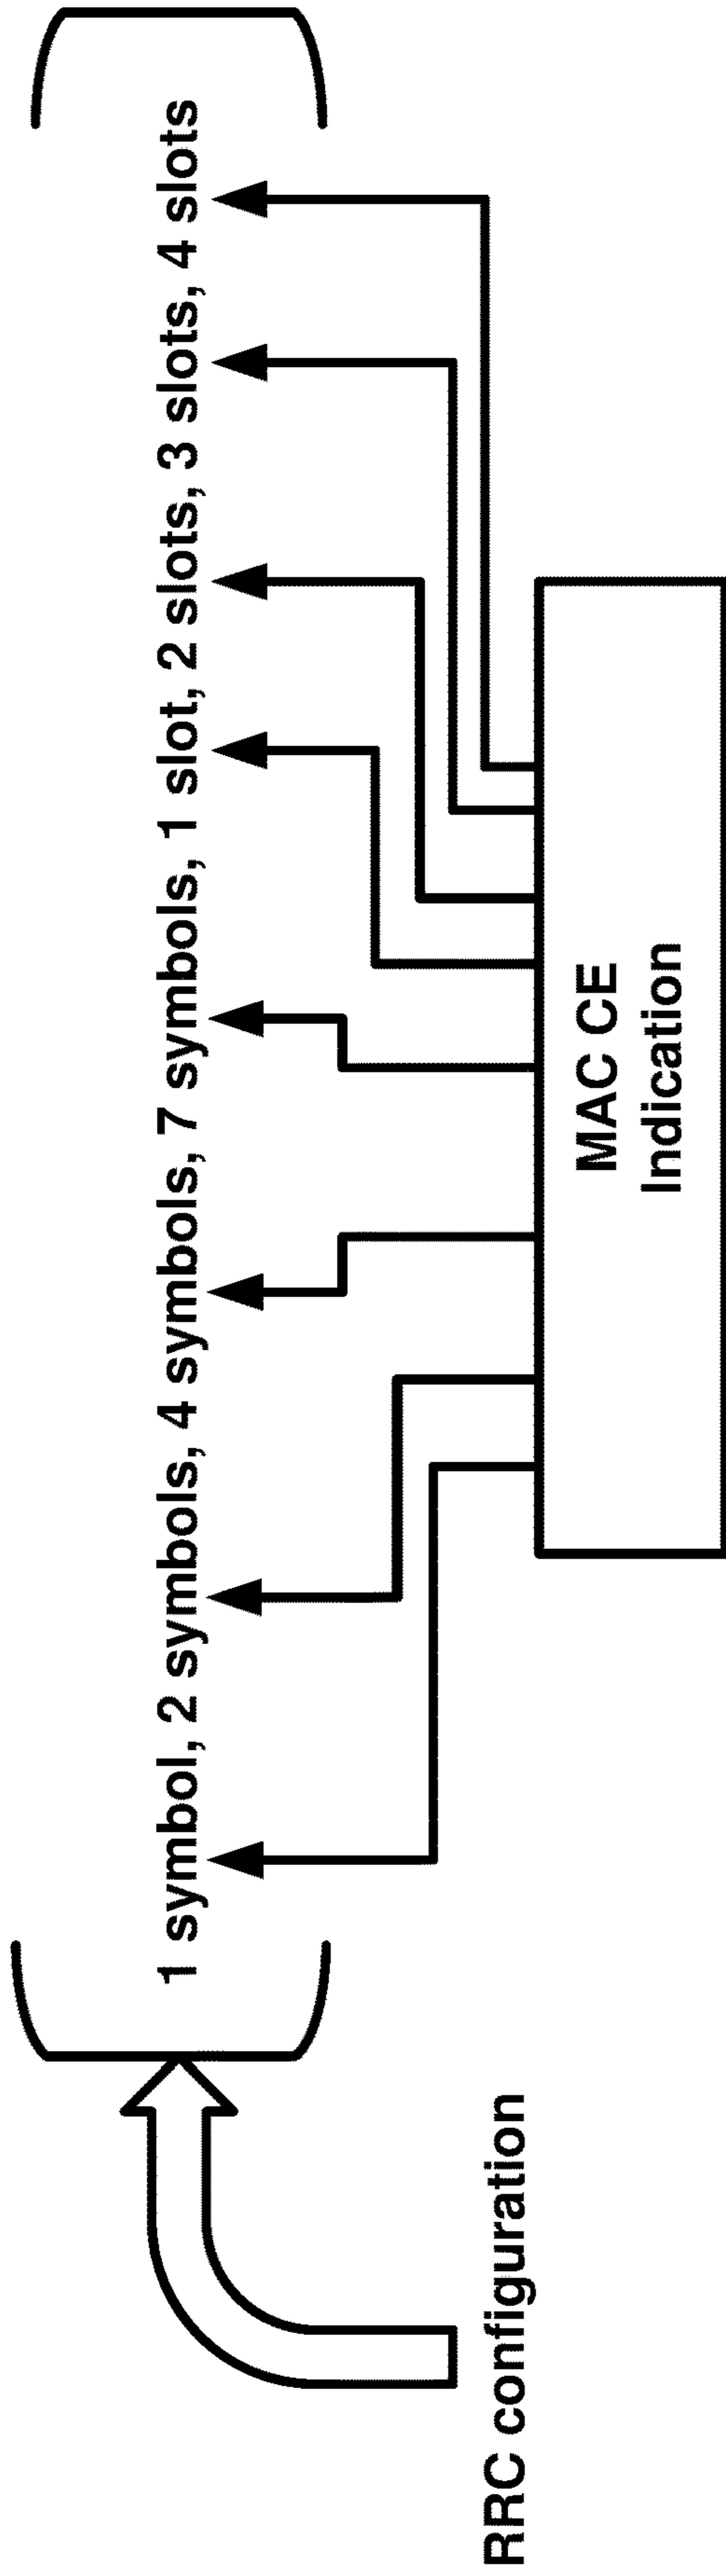 1 symbol, 2 symbols, 4 symbols, 7 symbols, 1 slot, 2 slots, 3 slots, 4 slots
RRC configuration
MAC CE
Indication